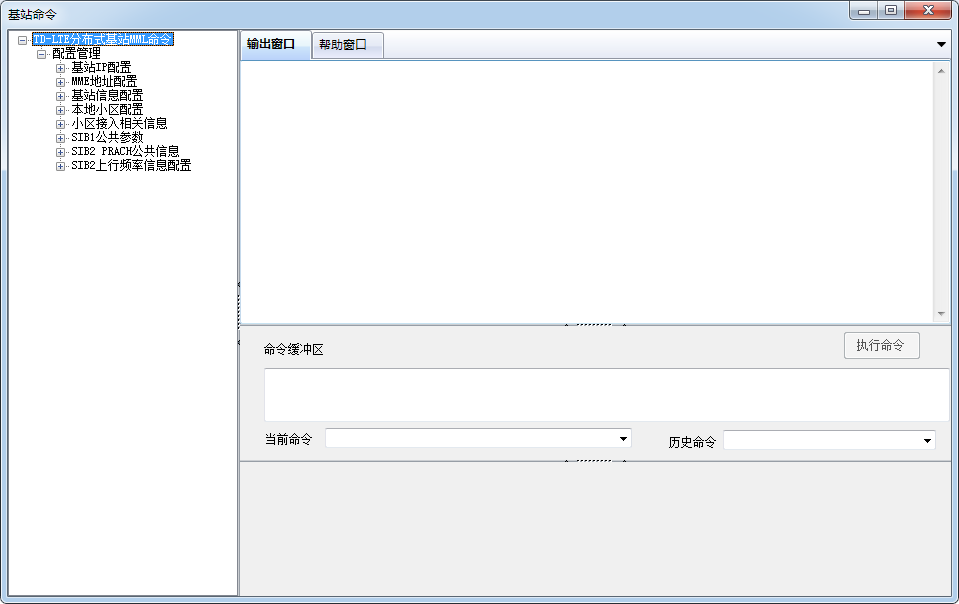 基站命令
TD-LTE分布式基站MML命令
配置管理
基站IP配置
MME地址配置
基站信息配置
本地小区配置
小区接入相关信息
SIB1公共参数
SIB2 PRACH公共信息
SIB2上行频率信息配置
输出窗口
帮助窗口
命令缓冲区
执行命令
当前命令
历史命令